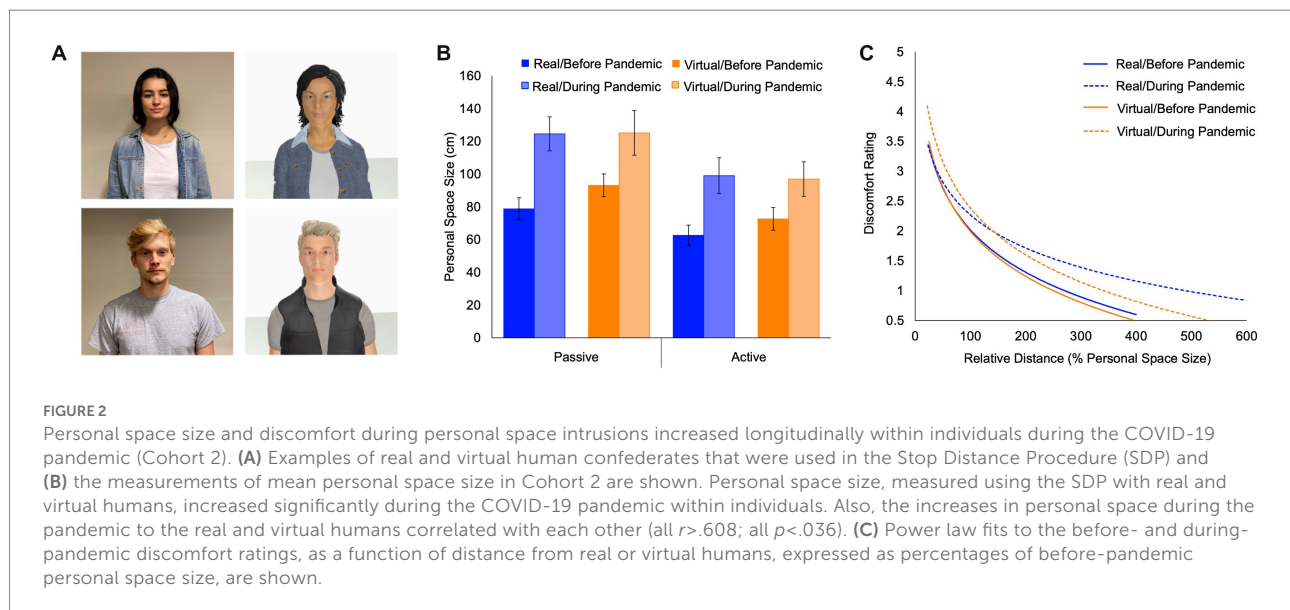 A
B
Real/Before Pandemic
Virtual/Before Pandemic
Real/During Pandemic
Virtual/During Pandemic
160
140
120
100
80
60
40
20
0
Personal Space Size (cm)
Passive
Active
C
5
4.5
4
3.5
3
2.5
2
1.5
1
0.5
Discomfort Rating
Real/Before Pandemic
Real/During Pandemic
Virtual/Before Pandemic
Virtual/During Pandemic
0
100
200
300
400
500
600
Relative Distance (% Personal Space Size)
FIGURE 2
Personal space size and discomfort during personal space intrusions increased longitudinally within individuals during the COVID-19
pandemic (Cohort 2). (A) Examples of real and virtual human confederates that were used in the Stop Distance Procedure (SDP) and
(B) the measurements of mean personal space size in Cohort 2 are shown. Personal space size, measured using the SDP with real and
virtual humans, increased significantly during the COVID-19 pandemic within individuals. Also, the increases in personal space during the
pandemic to the real and virtual humans correlated with each other (all r>.608; all p<.036). (C) Power law fits to the before- and during-
pandemic discomfort ratings, as a function of distance from real or virtual humans, expressed as percentages of before-pandemic
personal space size, are shown.